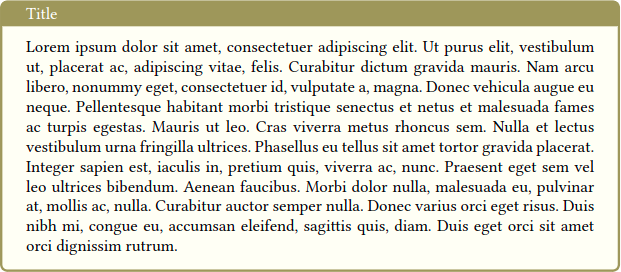 Title
Lorem ipsum dolor sit amet, consectetuer adipiscing elit. Ut purus elit, vestibulum
ut, placerat ac, adipiscing vitae, felis. Curabitur dictum gravida mauris. Nam arcu
libero, nonummy eget, consectetuer id, vulputate a, magna. Donec vehicula augue eu
neque. Pellentesque habitant morbi tristique senectus et netus et malesuada fames
ac turpis egestas. Mauris ut leo. Cras viverra metus rhoncus sem. Nulla et lectus
vestibulum urna fringilla ultrices. Phasellus eu tellus sit amet tortor gravida placerat.
Integer sapien est, iaculis in, pretium quis, viverra ac, nunc. Praesent eget sem vel
leo ultrices bibendum. Aenean faucibus. Morbi dolor nulla, malesuada eu, pulvinar
at, mollis ac, nulla. Curabitur auctor semper nulla. Donec varius orci eget risus. Duis
nibh mi, congue eu, accumsan eleifend, sagittis quis, diam. Duis eget orci sit amet
orci dignissim rutrum.